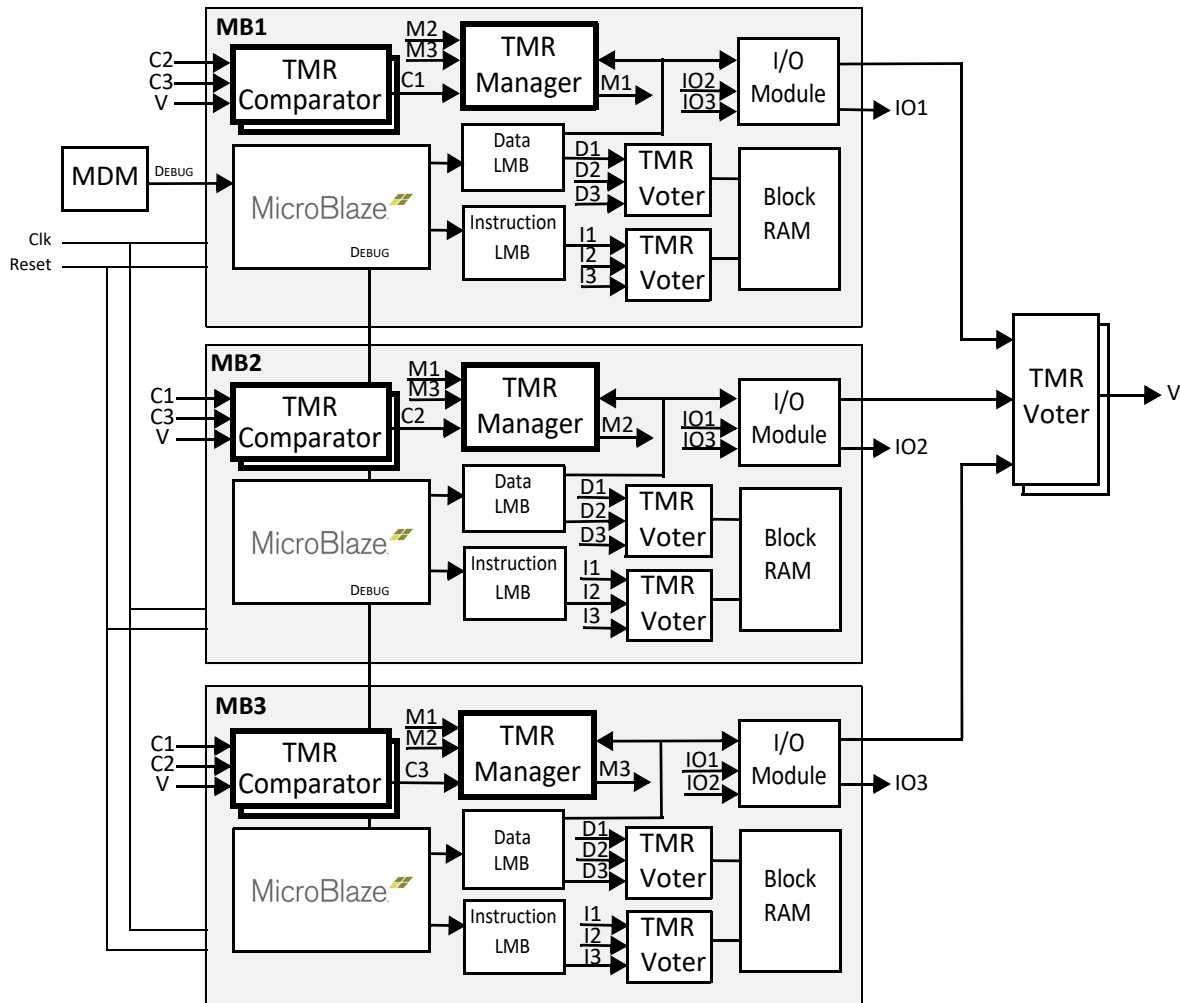 MB1
C2
C3
V
TMR
Comparator
C1
M2
M3
TMR
Manager
M1
I/O
Module
IO2
IO3
IO1
MDM
DEBUG
MicroBlaze
DEBUG
Data
LMB
D1
D2
D3
TMR
Voter
Instruction
LMB
I1
I2
I3
TMR
Voter
Block
RAM
Clk
Reset
MB2
C1
C3
V
TMR
Comparator
C2
M1
M3
TMR
Manager
M2
I/O
Module
IO1
IO3
IO2
MicroBlaze
DEBUG
Data
LMB
D1
D2
D3
TMR
Voter
Instruction
LMB
I1
I2
I3
TMR
Voter
Block
RAM
TMR
Voter
V
MB3
C1
C2
V
TMR
Comparator
C3
M1
M2
TMR
Manager
M3
I/O
Module
IO1
IO2
IO3
MicroBlaze
Data
LMB
D1
D2
D3
TMR
Voter
Instruction
LMB
I1
I2
I3
TMR
Voter
Block
RAM